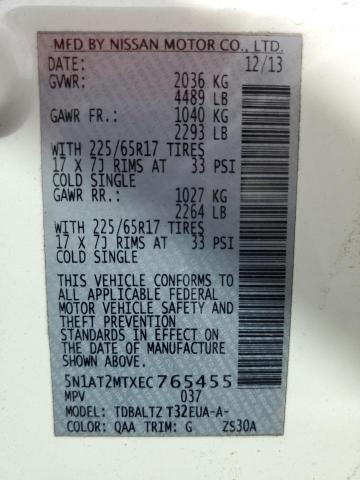 MFD BY NISSAN MOTOR CO., LTD.
DATE: 12/13
GVWR: 2036 KG
4489 LB
GAWR FR.: 1040 KG
2293 LB
WITH 225/65R17 TIRES
17 X 7J RIMS AT 33 PSI
COLD SINGLE
GAWR RR.: 1027 KG
2264 LB
WITH 225/65R17 TIRES
17 X 7J RIMS AT 33 PSI
COLD SINGLE
THIS VEHICLE CONFORMS TO
ALL APPLICABLE FEDERAL
MOTOR VEHICLE SAFETY AND
THEFT PREVENTION
STANDARDS IN EFFECT ON
THE DATE OF MANUFACTURE
SHOWN ABOVE.
5N1AT2MTXEC765455
MPV 037
MODEL: TDBALTZ T32EUA-A-
COLOR: QAA TRIM: G ZS30A